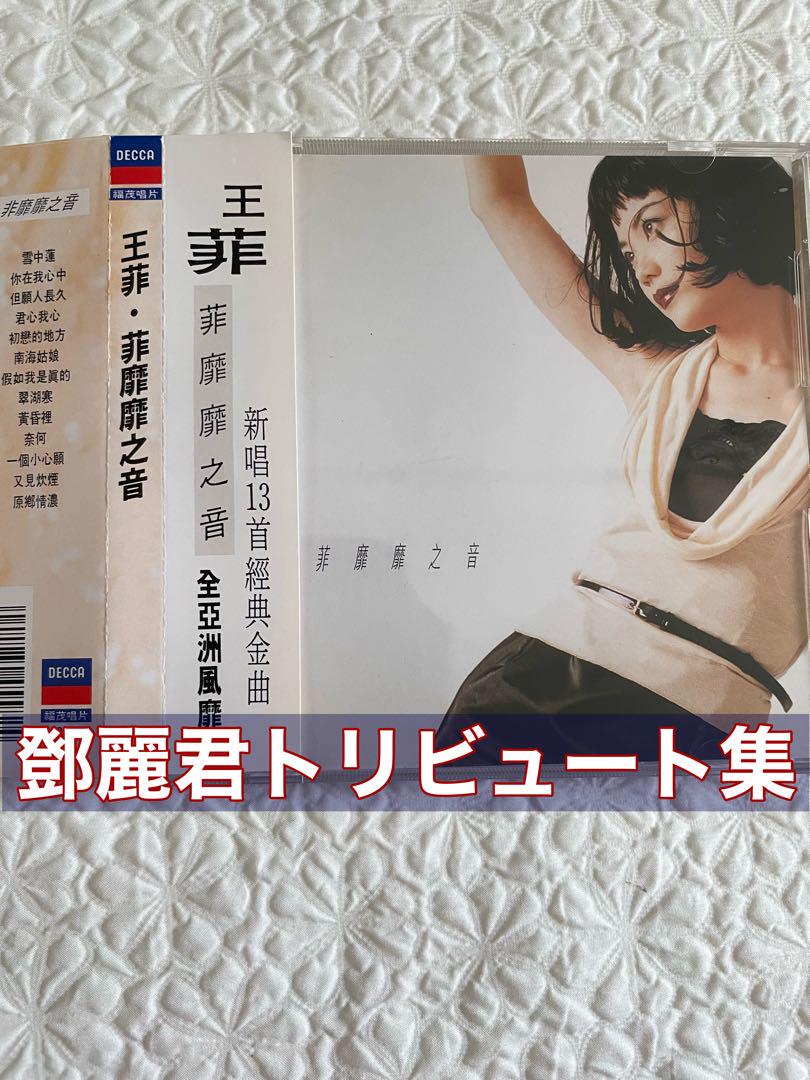 非靡靡之音
雪中蓮
你在我心中
但願人長久
君心我心
初戀的地方
南海姑娘
假如我是眞的
翠湖寒
黃昏裡
奈何
一個小心願
又見炊煙
原鄉情濃
DECCA
福茂唱片
DECCA
福茂唱片
王菲·菲靡靡之音
王菲
菲靡靡之音
新唱13首經典金曲
全亞洲風靡
菲靡靡之音
鄧麗君トリビュート集